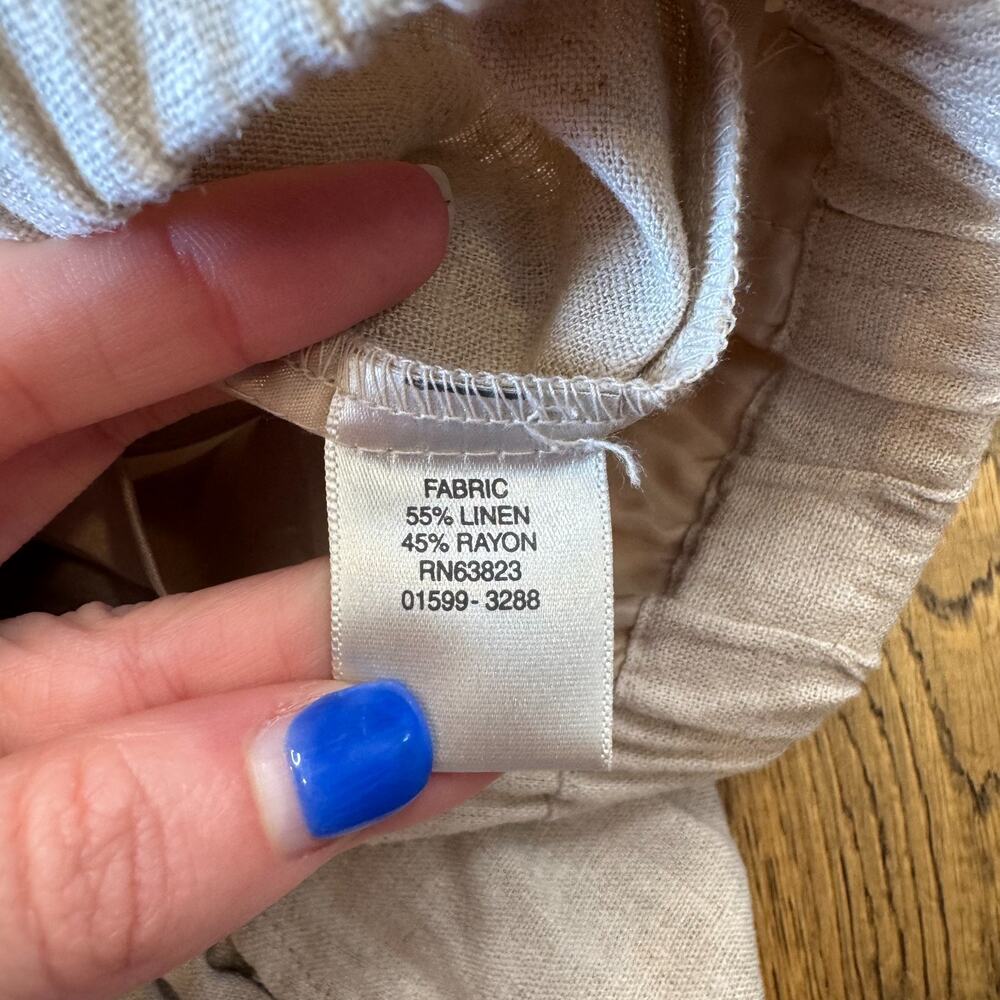 FABRIC
55% LINEN
45% RAYON
RN63823
01599-3288